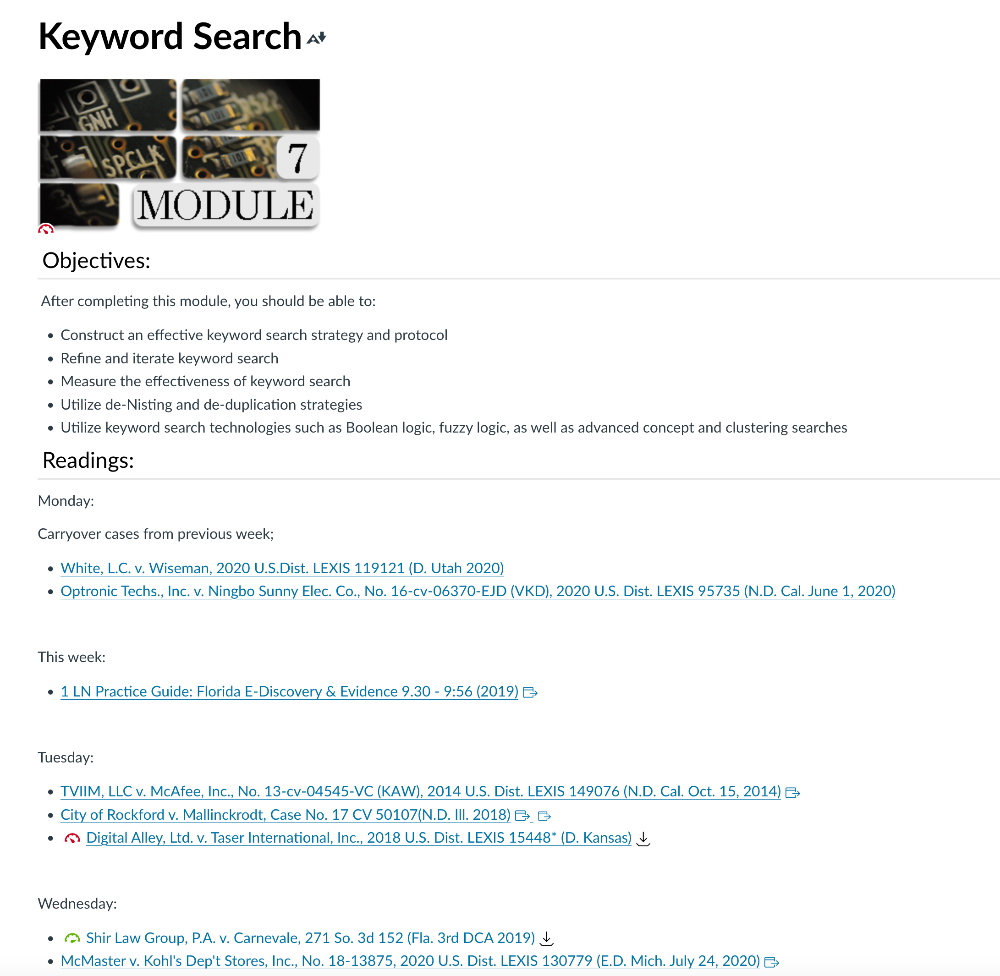 Keyword Search
GNH
R522
101
101
SPCLK
101
7
MODULE
Objectives:
After completing this module, you should be able to:
Construct an effective keyword search strategy and protocol
Refine and iterate keyword search
Measure the effectiveness of keyword search
Utilize de-Nisting and de-duplication strategies
Utilize keyword search technologies such as Boolean logic, fuzzy logic, as well as advanced concept and clustering searches
Readings:
Monday:
Carryover cases from previous week;
White, L.C. v. Wiseman, 2020 U.S.Dist. LEXIS 119121 (D. Utah 2020)
Optronic Techs., Inc. v. Ningbo Sunny Elec. Co., No. 16-cv-06370-EJD (VKD), 2020 U.S. Dist. LEXIS 95735 (N.D. Cal. June 1, 2020)
This week:
1 LN Practice Guide: Florida E-Discovery & Evidence 9.30 - 9:56 (2019)
Tuesday:
TVIIM, LLC v. McAfee, Inc., No. 13-cv-04545-VC (KAW), 2014 U.S. Dist. LEXIS 149076 (N.D. Cal. Oct. 15, 2014)
City of Rockford v. Mallinckrodt, Case No. 17 CV 50107(N.D. Ill. 2018)
Digital Alley, Ltd. v. Taser International, Inc., 2018 U.S. Dist. LEXIS 15448* (D. Kansas)
Wednesday:
Shir Law Group, P.A. v. Carnevale, 271 So. 3d 152 (Fla. 3rd DCA 2019)
McMaster v. Kohl's Dep't Stores, Inc., No. 18-13875, 2020 U.S. Dist. LEXIS 130779 (E.D. Mich. July 24, 2020)